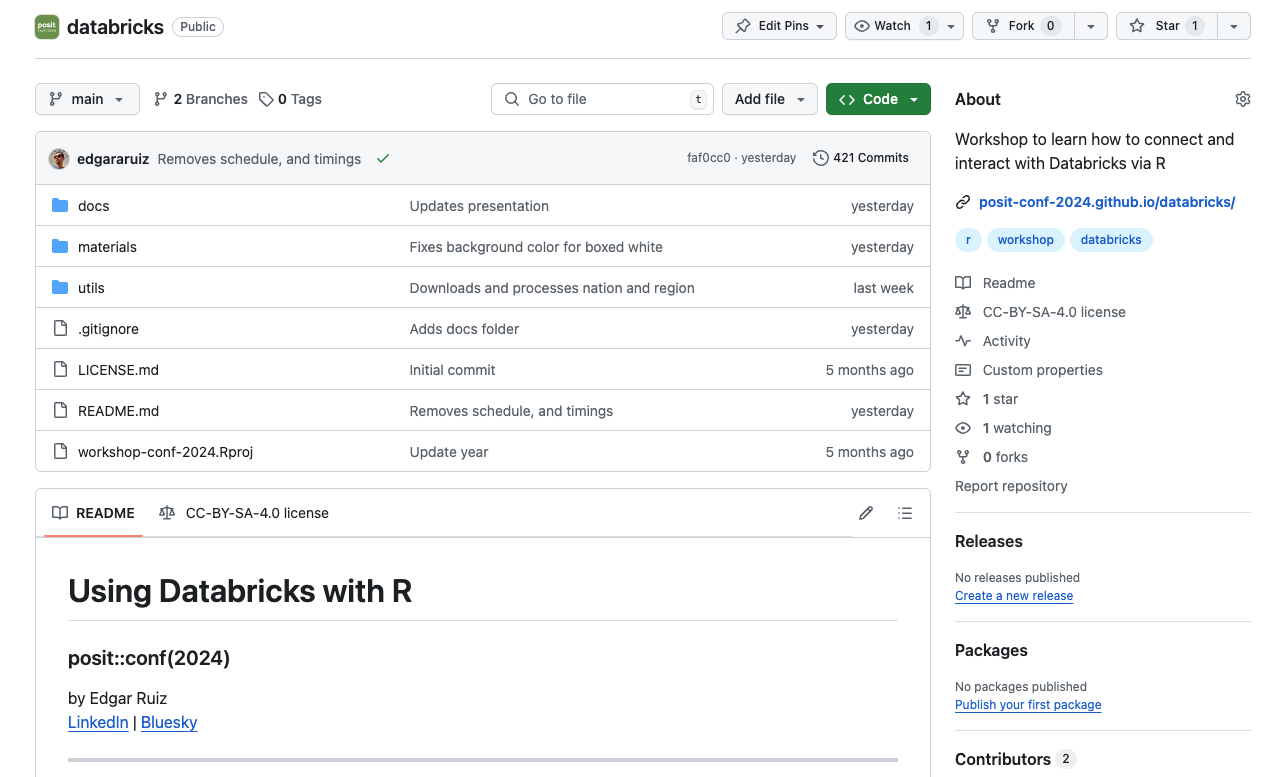 posit databricks Public Edit Pins Watch 1 Fork 0 Star 1
main 2 Branches 0 Tags Go to file t Add file Code
edgararuiz Removes schedule, and timings faf0cc0 · yesterday 421 Commits
docs Updates presentation yesterday
materials Fixes background color for boxed white yesterday
utils Downloads and processes nation and region last week
.gitignore Adds docs folder yesterday
LICENSE.md Initial commit 5 months ago
README.md Removes schedule, and timings yesterday
workshop-conf-2024.Rproj Update year 5 months ago
README CC-BY-SA-4.0 license
Using Databricks with R
posit::conf(2024)
by Edgar Ruiz
LinkedIn | Bluesky
About
Workshop to learn how to connect and
interact with Databricks via R
posit-conf-2024.github.io/databricks/
r workshop databricks
Readme
CC-BY-SA-4.0 license
Activity
Custom properties
1 star
1 watching
0 forks
Report repository
Releases
No releases published
Create a new release
Packages
No packages published
Publish your first package
Contributors 2